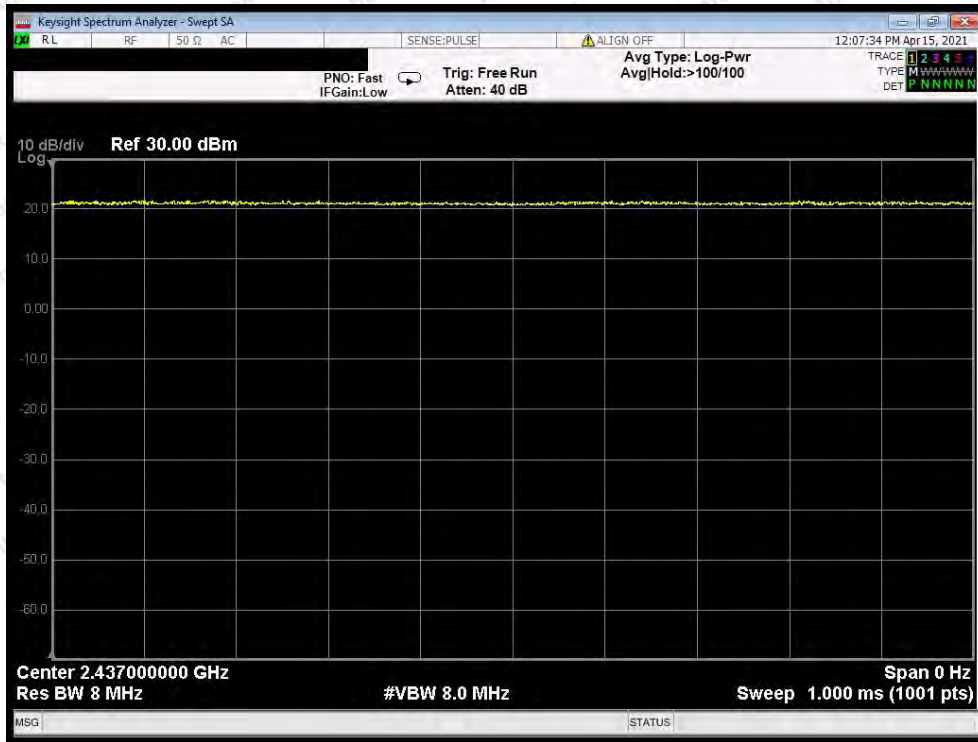 Keysight Spectrum Analyzer - Swept SA
LXI RL RF 50 Ω AC SENSE:PULSE ALIGN OFF 12:07:34 PM Apr 15, 2021
PNO: Fast Trig: Free Run Avg Type: Log-Pwr TRACE 1 2 3 4 5 6
IFGain:Low Atten: 40 dB Avg|Hold:>100/100 TYPE M WWWWW
DET P N N N N N
10 dB/div Ref 30.00 dBm
Log
20.0
10.0
0.00
-10.0
-20.0
-30.0
-40.0
-50.0
-60.0
Center 2.437000000 GHz Span 0 Hz
Res BW 8 MHz #VBW 8.0 MHz Sweep 1.000 ms (1001 pts)
MSG STATUS